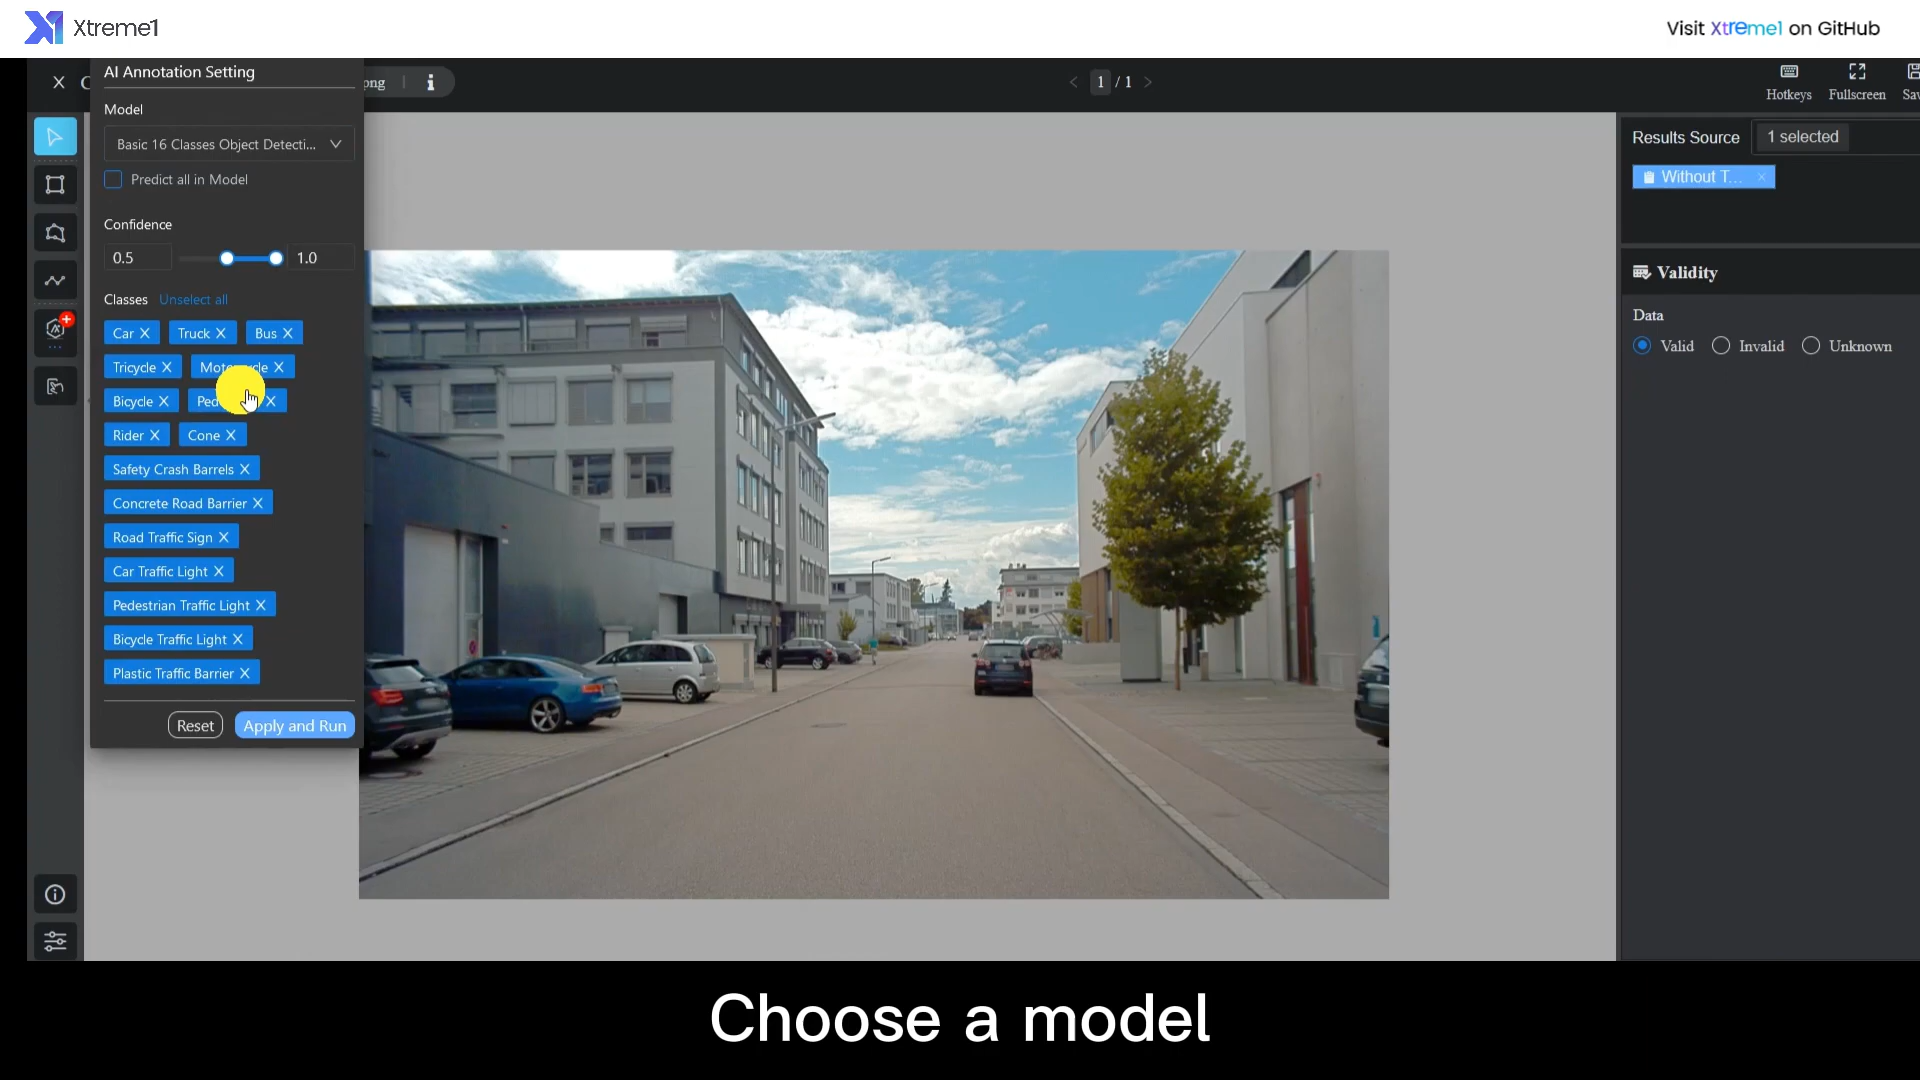 Xtreme1
Visit Xtreme1 on GitHub
AI Annotation Setting
png
1 / 1
Hotkeys
Fullscreen
Model
Basic 16 Classes Object Detecti...
Predict all in Model
Confidence
0.5
1.0
Classes Unselect all
Car X Truck X Bus X
Tricycle X X
Bicycle X X
Rider X Cone X
Safety Crash Barrels X
Concrete Road Barrier X
Road Traffic Sign X
Car Traffic Light X
Pedestrian Traffic Light X
Bicycle Traffic Light X
Plastic Traffic Barrier X
Reset Apply and Run
Results Source 1 selected
Without T... ×
Validity
Data
Valid Invalid Unknown
Choose a model